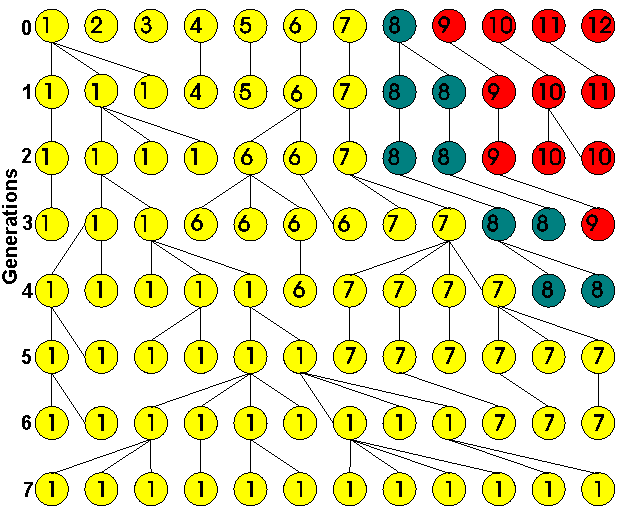 Generations
0 1 2 3 4 5 6 7 8 9 10 11 12
1 1 1 1 4 5 6 7 8 8 9 10 11
2 1 1 1 1 6 6 7 8 8 9 10 10
3 1 1 1 6 6 6 6 7 7 8 8 9
4 1 1 1 1 1 6 7 7 7 7 8 8
5 1 1 1 1 1 1 7 7 7 7 7 7
6 1 1 1 1 1 1 1 1 1 7 7 7
7 1 1 1 1 1 1 1 1 1 1 1 1